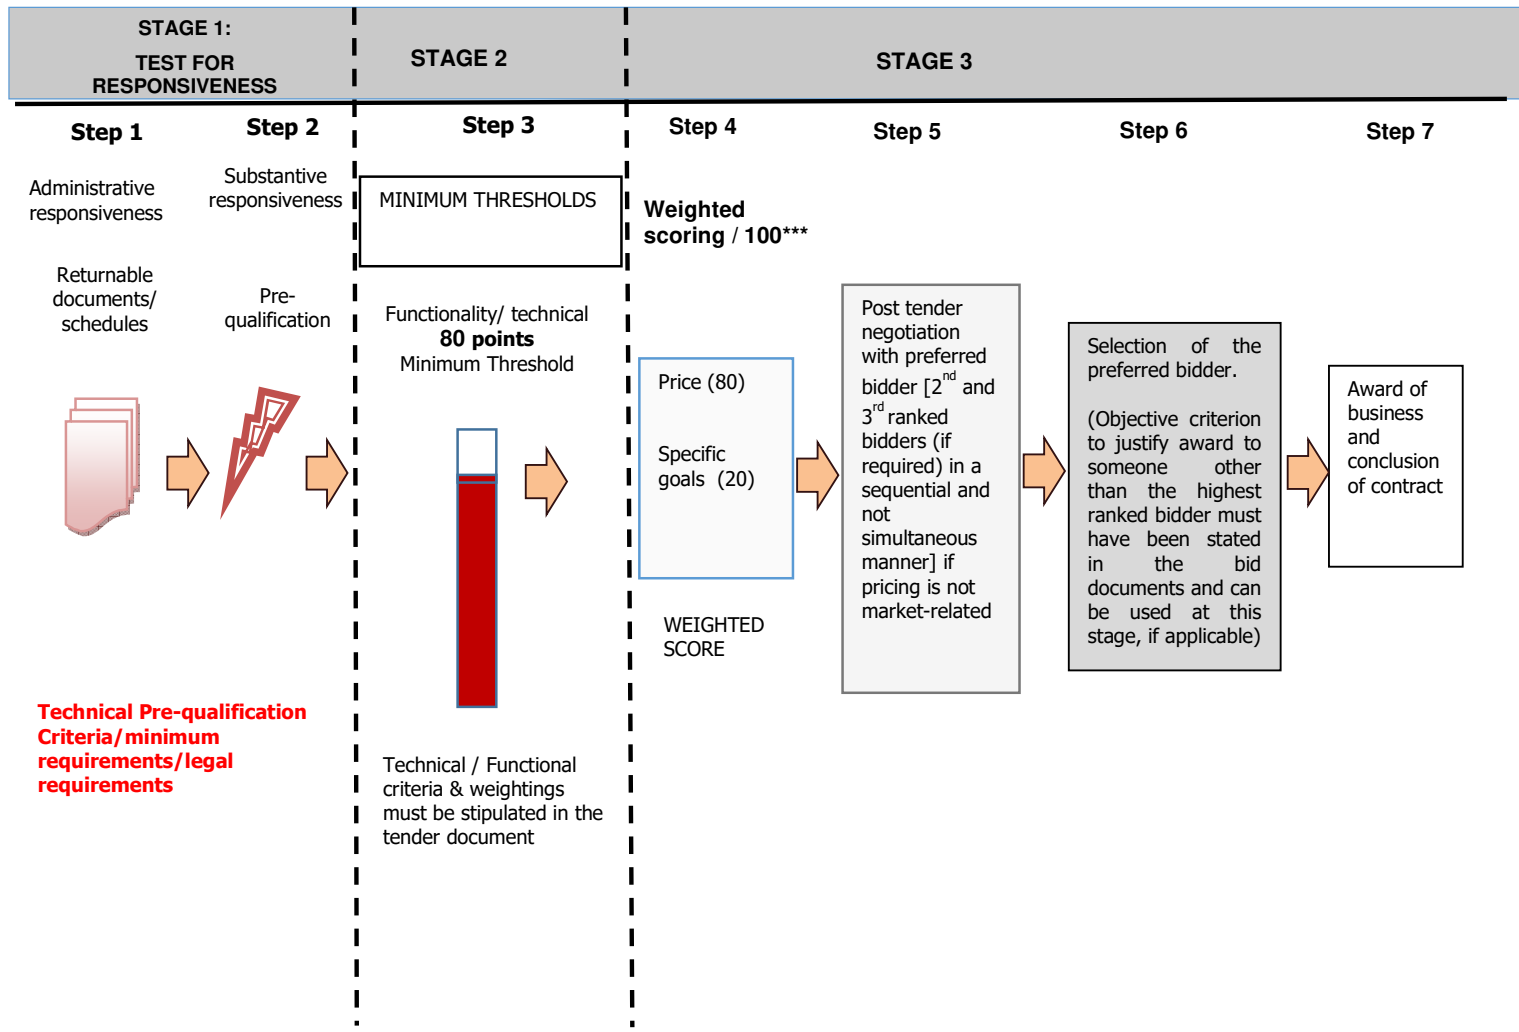 STAGE 1:
TEST FOR
RESPONSIVENESS
STAGE 2
STAGE 3
Step 1
Step 2
Step 3
Step 4
Step 5
Step 6
Step 7
Administrative
responsiveness
Returnable
documents/
schedules
Substantive
responsiveness
Pre-
qualification
Technical Pre-qualification
Criteria/minimum
requirements/legal
requirements
MINIMUM THRESHOLDS
Functionality/ technical
80 points
Minimum Threshold
Technical / Functional
criteria & weightings
must be stipulated in the
tender document
Weighted
scoring / 100***
Price (80)
Specific
goals (20)
WEIGHTED
SCORE
Post tender
negotiation
with preferred
bidder [2nd and
3rd ranked
bidders (if
required) in a
sequential and
not
simultaneous
manner] if
pricing is not
market-related
Selection of the
preferred bidder.
(Objective criterion
to justify award to
someone other
than the highest
ranked bidder must
have been stated
in the bid
documents and can
be used at this
stage, if applicable)
Award of
business
and
conclusion
of contract